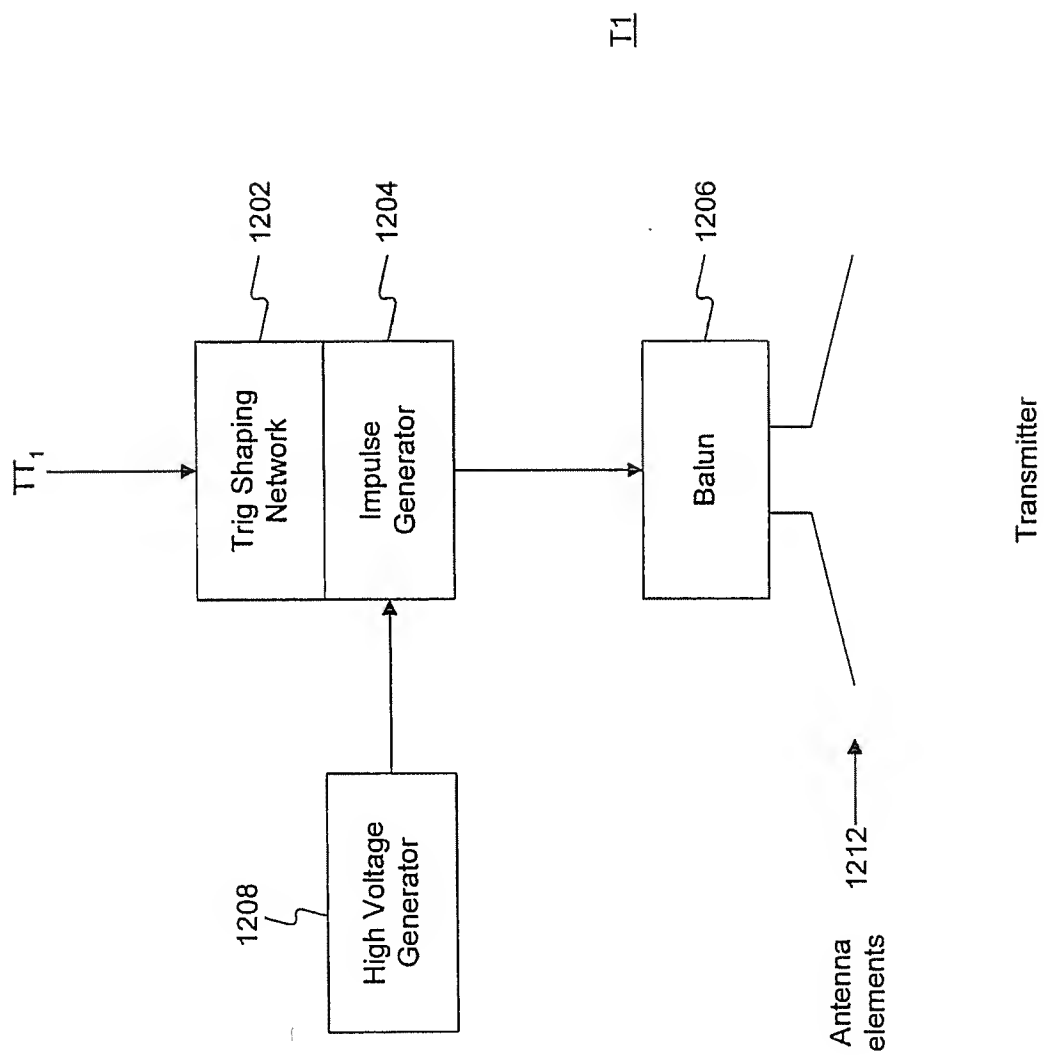 T1
TT1
1202
Trig Shaping
Network
1204
Impulse
Generator
1208
High Voltage
Generator
1206
Balun
1212
Antenna
elements
Transmitter